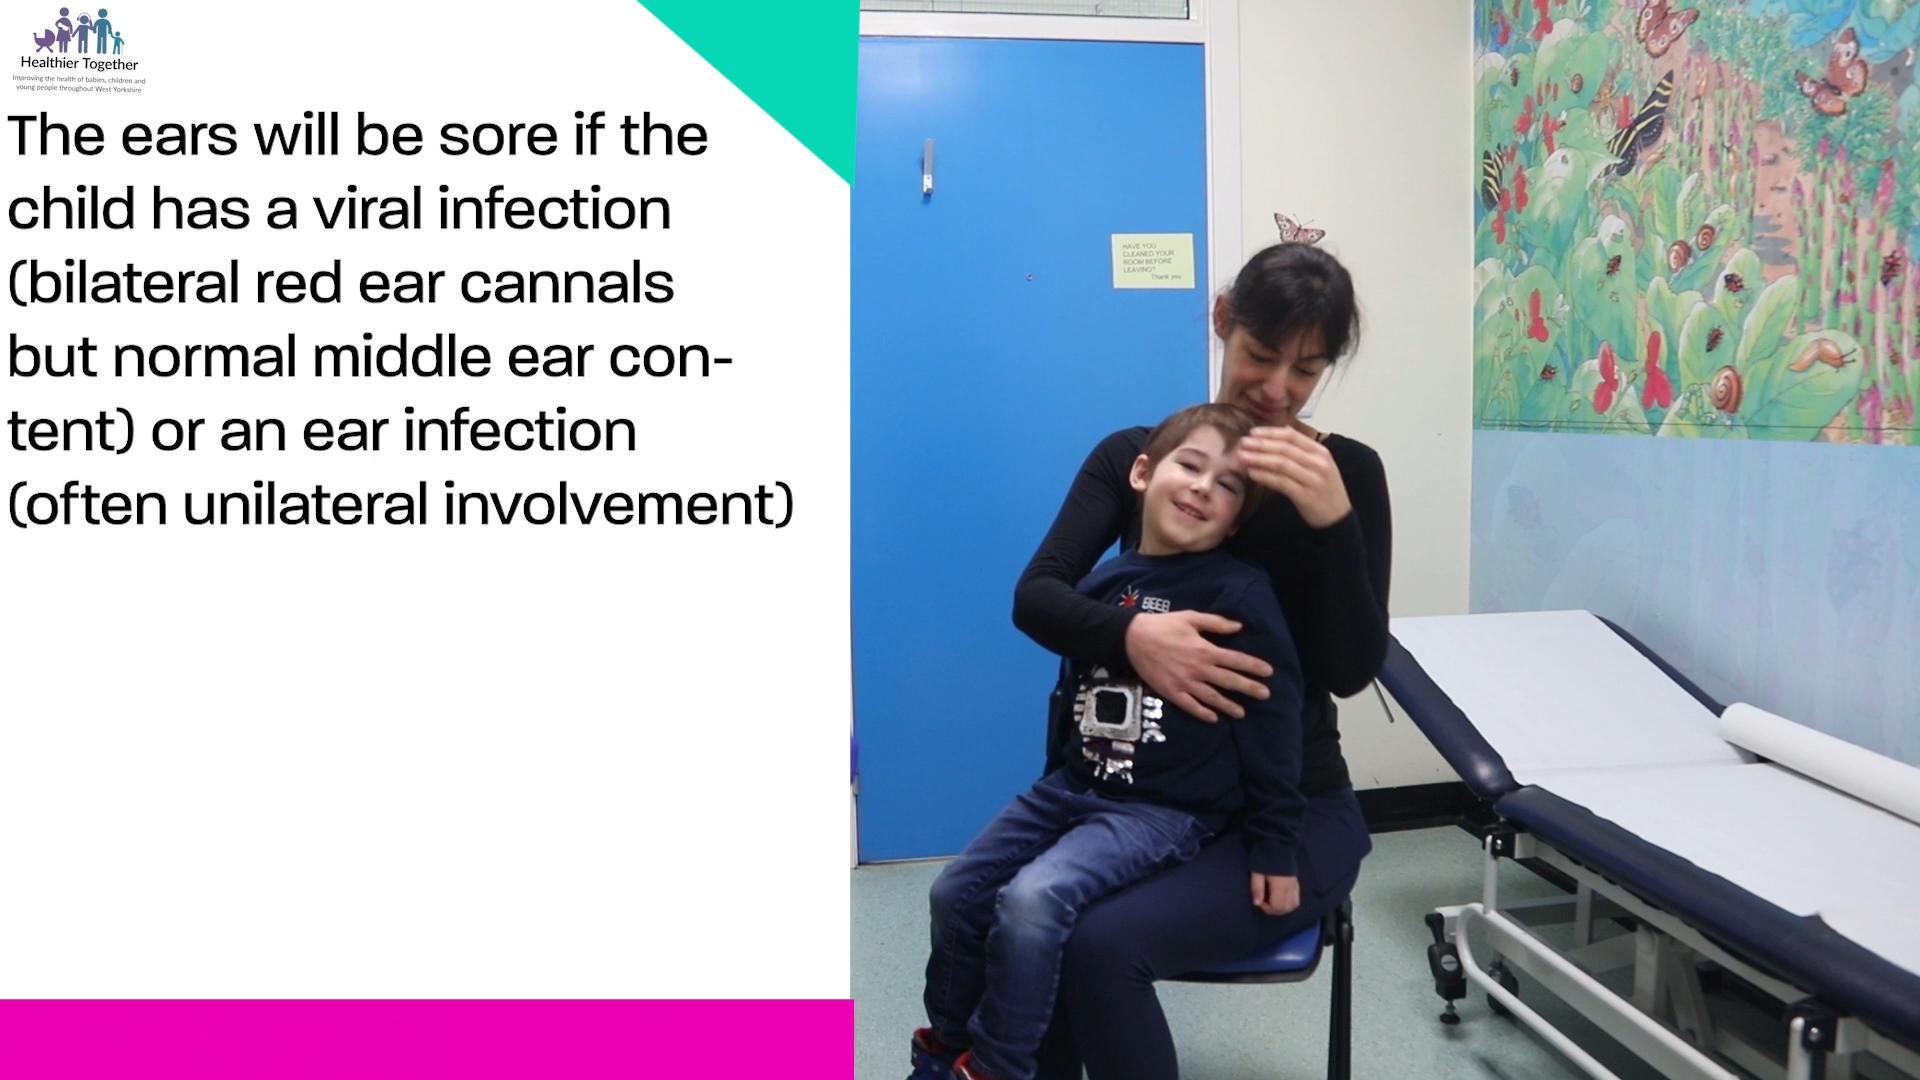 Healthier Together
Improving the health of babies, children and
young people throughout West Yorkshire
The ears will be sore if the
child has a viral infection
(bilateral red ear cannals
but normal middle ear con-
tent) or an ear infection
(often unilateral involvement)
HAVE YOU
CLEANED YOUR
ROOM BEFORE
LEAVING?
Thank you
BEEB